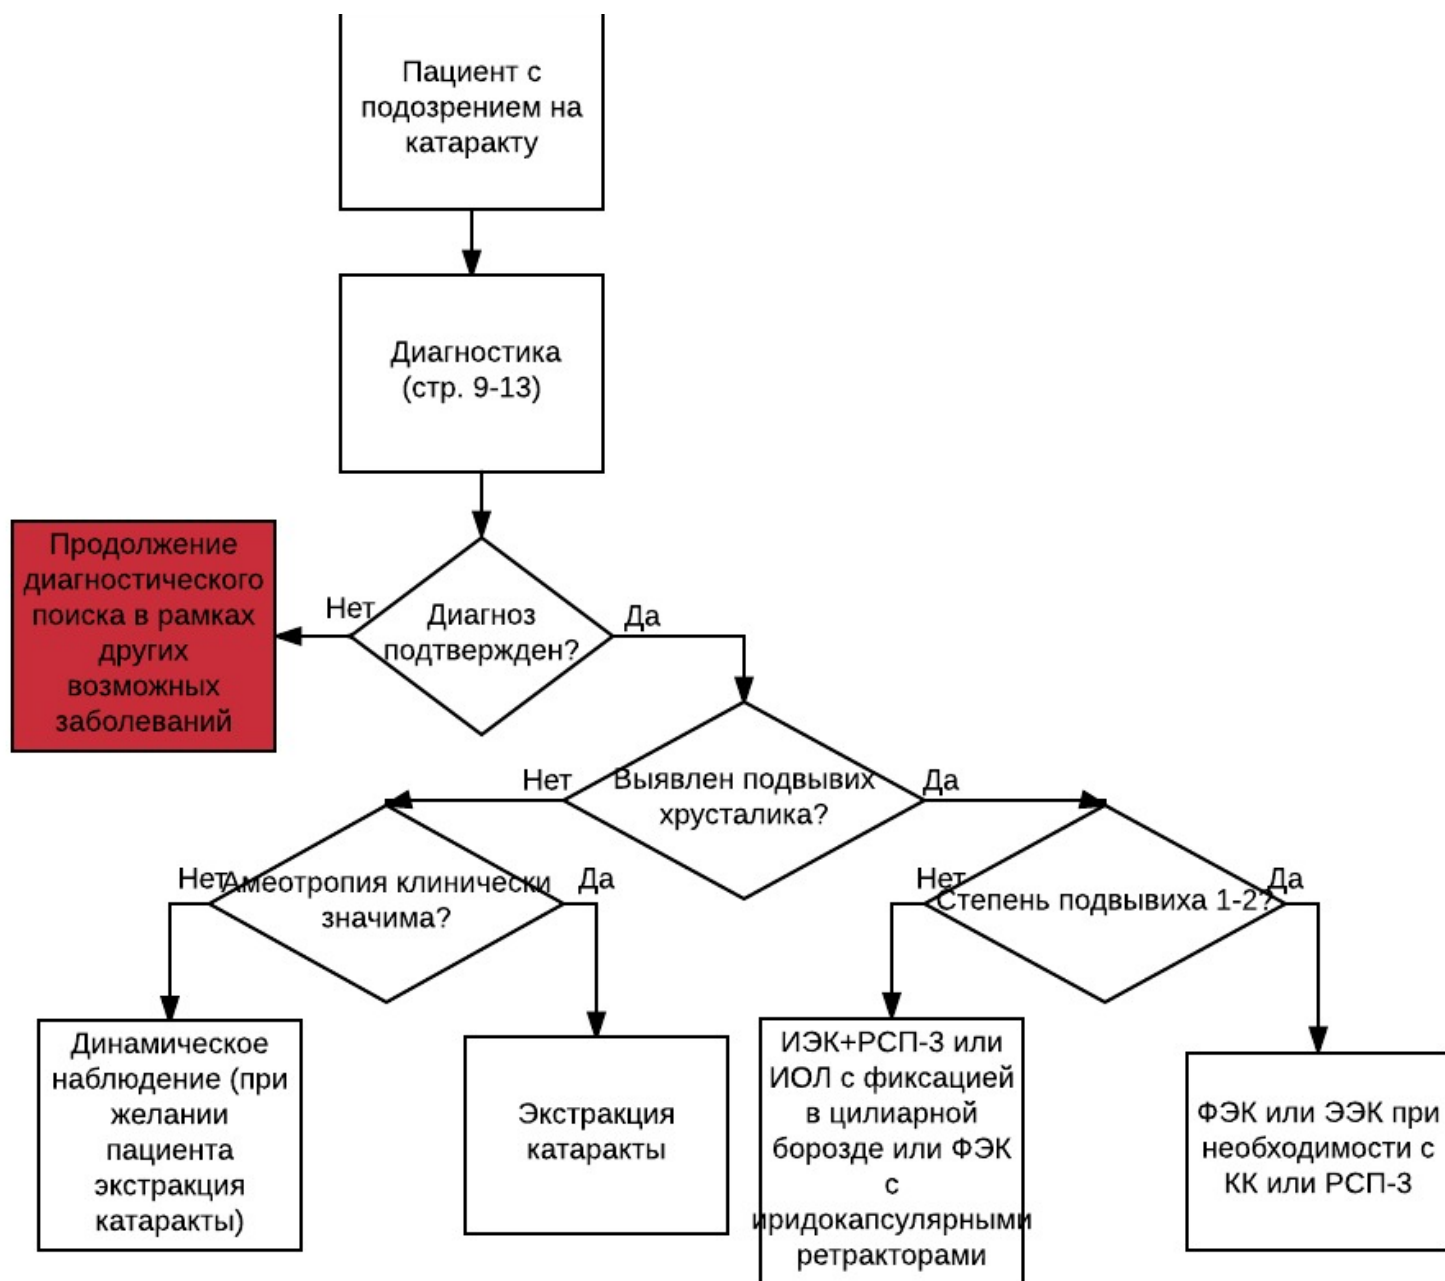 Пациент с
подозрением на
катаракту
Диагностика
(стр. 9-13)
Диагноз
подтвержден?
Нет
Да
Продолжение
диагностического
поиска в рамках
других
возможных
заболеваний
Выявлен подвывих
хрусталика?
Нет
Да
Амеотропия клинически
значима?
Нет
Да
Степень подвывиха 1-2?
Нет
Да
Динамическое
наблюдение (при
желании
пациента
экстракция
катаракты)
Экстракция
катаракты
ИЭК+РСП-3 или
ИОЛ с фиксацией
в цилиарной
борозде или ФЭК
с
иридокапсулярными
ретракторами
ФЭК или ЭЭК при
необходимости с
КК или РСП-3